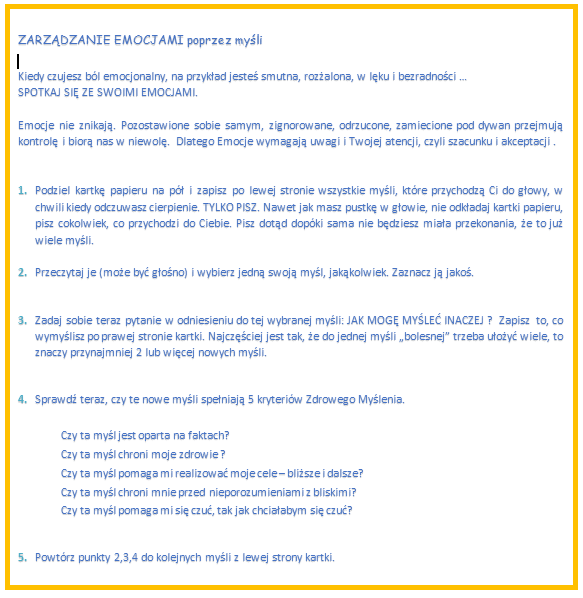 ZARZĄDZANIE EMOCJAMI poprzez myśli
Kiedy czujesz ból emocjonalny, na przykład jesteś smutna, rozżalona, w lęku i bezradności ...
SPOTKAJ SIĘ ZE SWOIMI EMOCJAMI.
Emocje nie znikają. Pozostawione sobie samym, zignorowane, odrzucone, zamiecione pod dywan przejmują
kontrolę i biorą nas w niewolę. Dlatego Emocje wymagają uwagi i Twojej atencji, czyli szacunku i akceptacji .
1. Podziel kartkę papieru na pół i zapisz po lewej stronie wszystkie myśli, które przychodzą Ci do głowy, w
chwili kiedy odczuwasz cierpienie. TYLKO PISZ. Nawet jak masz pustkę w głowie, nie odkładaj kartki papieru,
pisz cokolwiek, co przychodzi do Ciebie. Pisz dotąd dopóki sama nie będziesz miała przekonania, że to już
wiele myśli.
2. Przeczytaj je (może być głośno) i wybierz jedną swoją myśl, jakąkolwiek. Zaznacz ją jakoś.
3. Zadaj sobie teraz pytanie w odniesieniu do tej wybranej myśli: JAK MOGĘ MYŚLEĆ INACZEJ ? Zapisz to, co
wymyślisz po prawej stronie kartki. Najczęściej jest tak, że do jednej myśli „bolesnej” trzeba ułożyć wiele, to
znaczy przynajmniej 2 lub więcej nowych myśli.
4. Sprawdź teraz, czy te nowe myśli spełniają 5 kryteriów Zdrowego Myślenia.
Czy ta myśl jest oparta na faktach?
Czy ta myśl chroni moje zdrowie ?
Czy ta myśl pomaga mi realizować moje cele – bliższe i dalsze?
Czy ta myśl chroni mnie przed nieporozumieniami z bliskimi?
Czy ta myśl pomaga mi się czuć, tak jak chciałabym się czuć?
5. Powtórz punkty 2,3,4 do kolejnych myśli z lewej strony kartki.